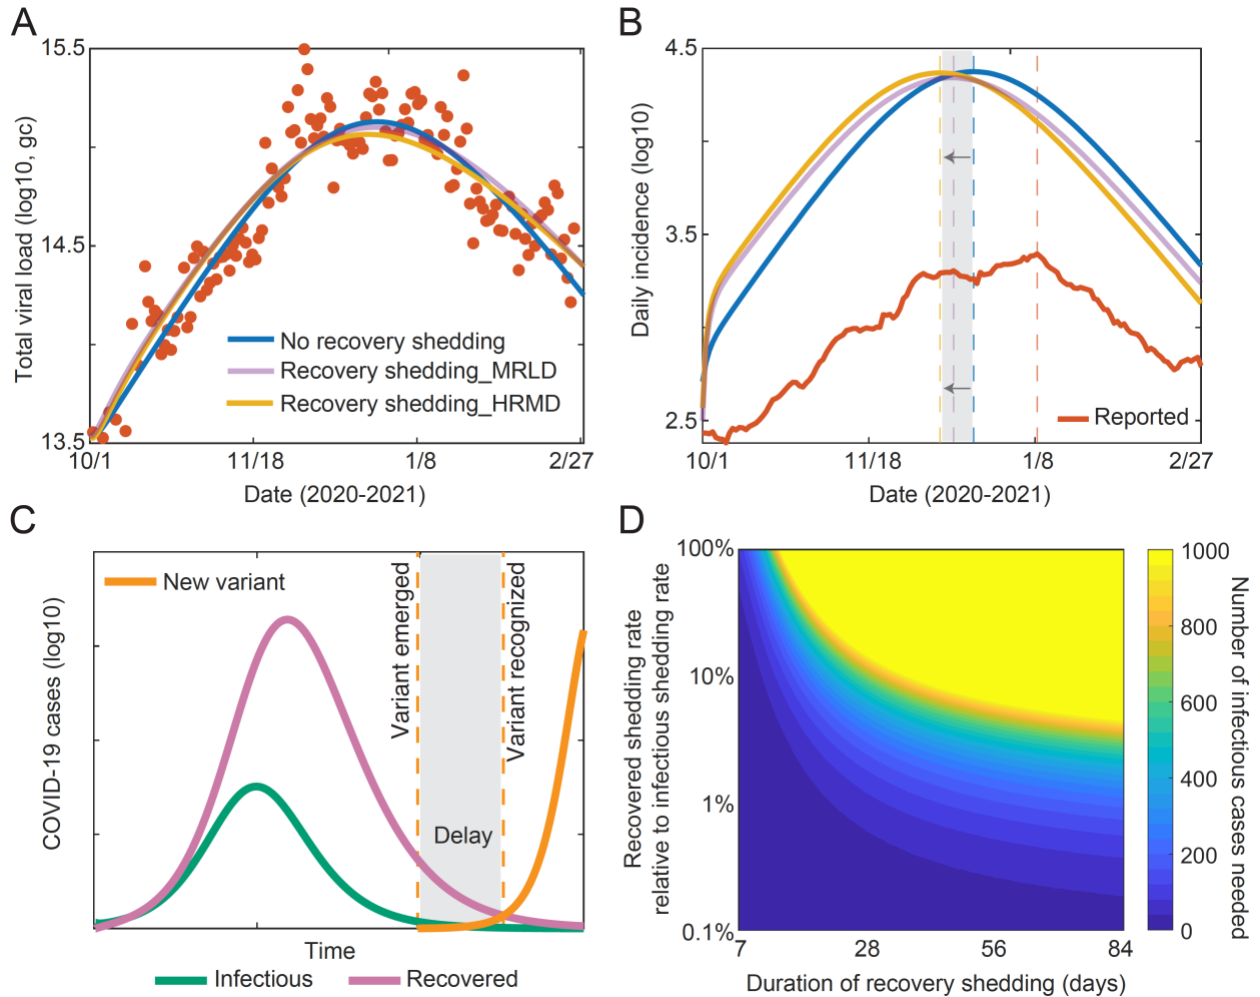 A
15.5
14.5
13.5
Total viral load (log10, gc)
No recovery shedding
Recovery shedding_MRLD
Recovery shedding_HRMD
10/1
11/18
1/8
2/27
Date (2020-2021)
B
4.5
3.5
2.5
Daily incidence (log10)
Reported
10/1
11/18
1/8
2/27
Date (2020-2021)
C
COVID-19 cases (log10)
New variant
Variant emerged
Variant recognized
Delay
Time
Infectious
Recovered
D
100%
10%
1%
0.1%
Recovered shedding rate
relative to infectious shedding rate
7
28
56
84
Duration of recovery shedding (days)
1000
800
600
400
200
0
Number of infectious cases needed